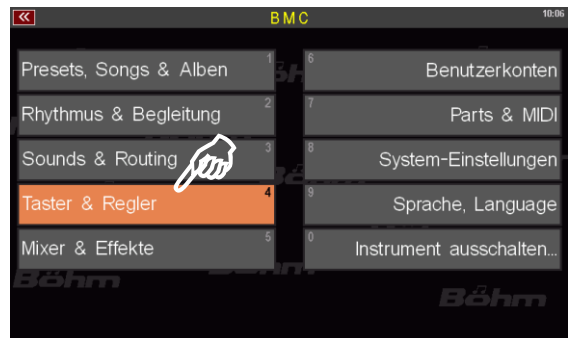 BMC
10:06
Presets, Songs & Alben 1
Rhythmus & Begleitung 2
Sounds & Routing 3
Taster & Regler 4
Mixer & Effekte 5
6 Benutzerkonten
7 Parts & MIDI
8 System-Einstellungen
9 Sprache, Language
0 Instrument ausschalten...
Böhm
Böhm